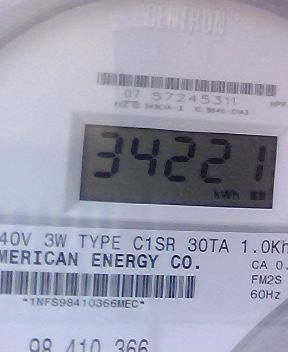 CENTRON
07 57245311
34221
kWh
40V 3W TYPE C1SR 30TA 1.0Kh
MERICAN ENERGY CO.
CA 0.
FM2S
60Hz
*1NFS98410366MEC*
98 410 366